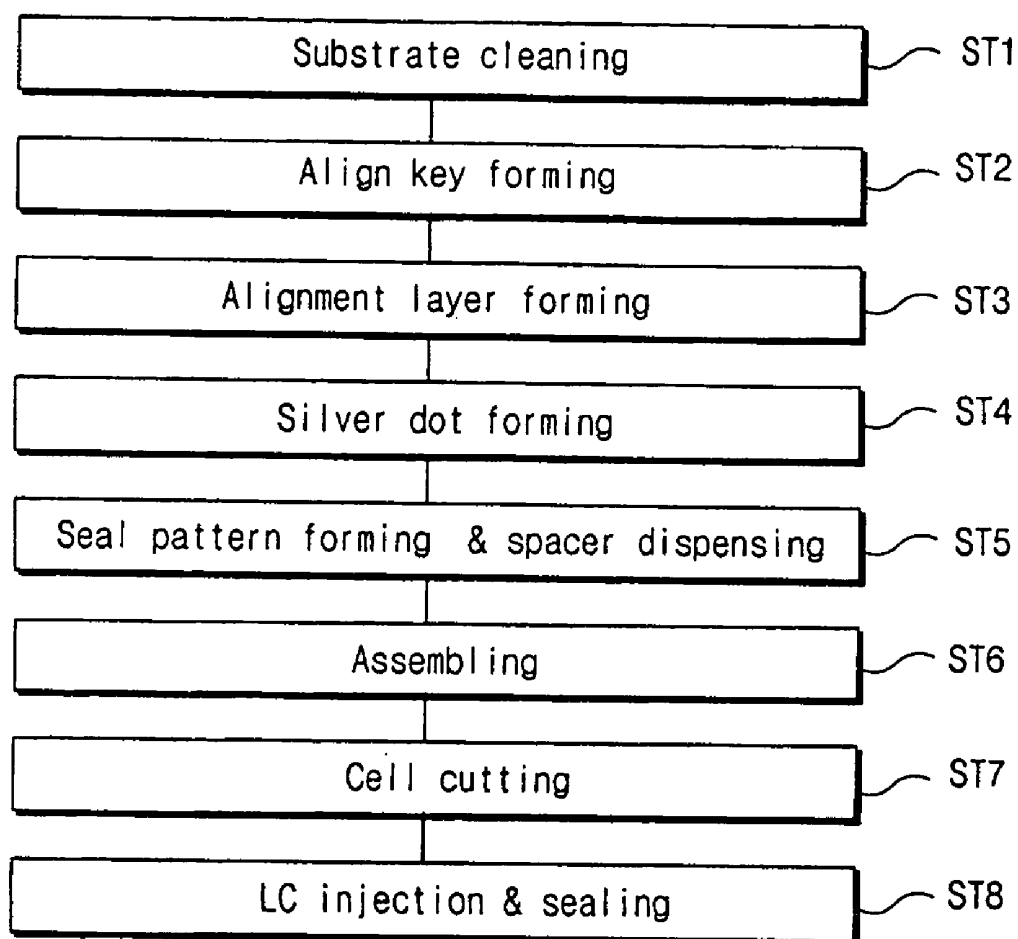 Substrate cleaning ST1
Align key forming ST2
Alignment layer forming ST3
Silver dot forming ST4
Seal pattern forming & spacer dispensing ST5
Assembling ST6
Cell cutting ST7
LC injection & sealing ST8